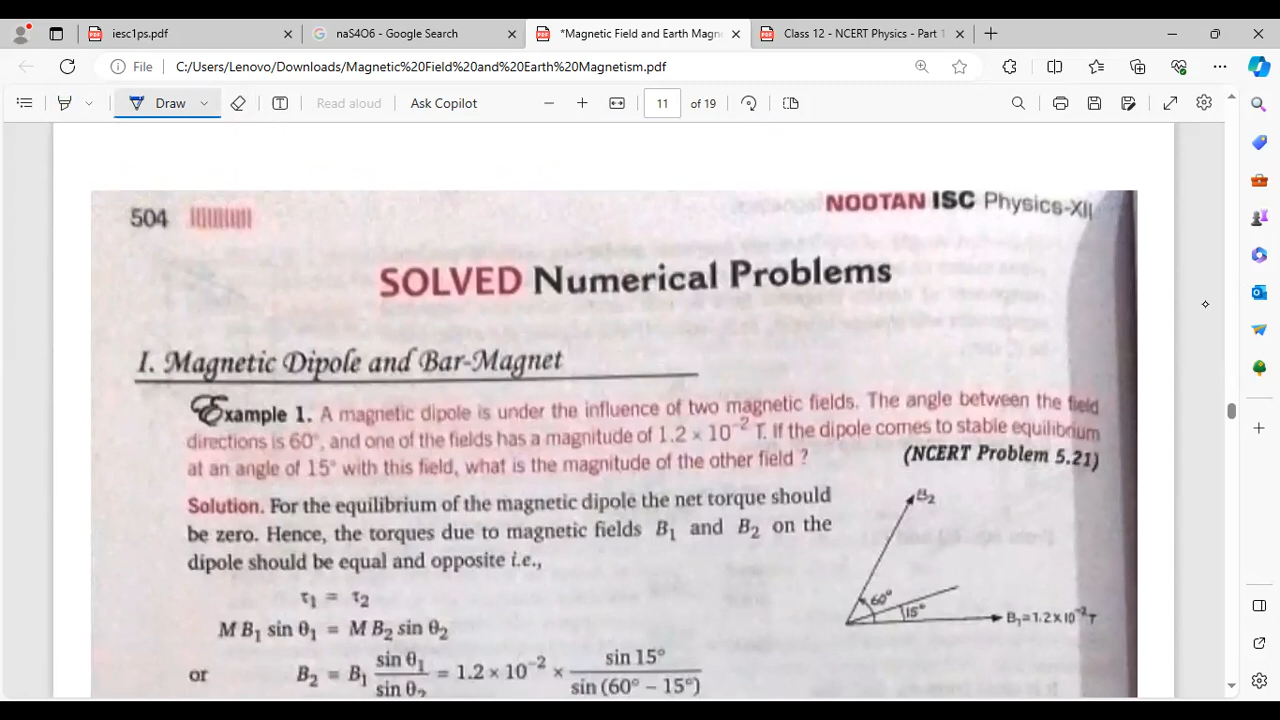 iesc1ps.pdf
naS4O6 - Google Search
*Magnetic Field and Earth Magn
Class 12 - NCERT Physics - Part 1
File
C:/Users/Lenovo/Downloads/Magnetic%20Field%20and%20Earth%20Magnetism.pdf
Draw
Read aloud
Ask Copilot
11 of 19
504
NOOTAN ISC Physics-XII
SOLVED Numerical Problems
I. Magnetic Dipole and Bar-Magnet
Example 1. A magnetic dipole is under the influence of two magnetic fields. The angle between the field
directions is 60°, and one of the fields has a magnitude of 1.2 × 10⁻² T. If the dipole comes to stable equilibrium
at an angle of 15° with this field, what is the magnitude of the other field ?
(NCERT Problem 5.21)
Solution. For the equilibrium of the magnetic dipole the net torque should
be zero. Hence, the torques due to magnetic fields B₁ and B₂ on the
dipole should be equal and opposite i.e.,
τ₁ = τ₂
M B₁ sin θ₁ = M B₂ sin θ₂
or B₂ = B₁ sin θ₁ / sin θ₂ = 1.2 × 10⁻² × sin 15° / sin (60° − 15°)
B₂
60°
15°
B₁=1.2×10⁻² T